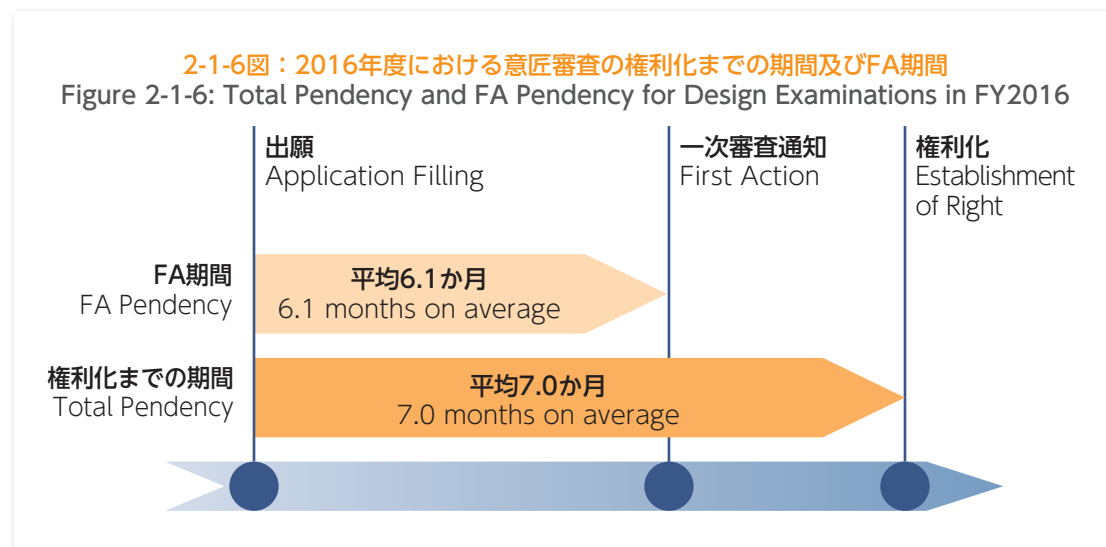 2-1-6図：2016年度における意匠審査の権利化までの期間及びFA期間
Figure 2-1-6: Total Pendency and FA Pendency for Design Examinations in FY2016
出願
Application Filling
一次審査通知
First Action
権利化
Establishment
of Right
FA期間
FA Pendency
平均6.1か月
6.1 months on average
権利化までの期間
Total Pendency
平均7.0か月
7.0 months on average